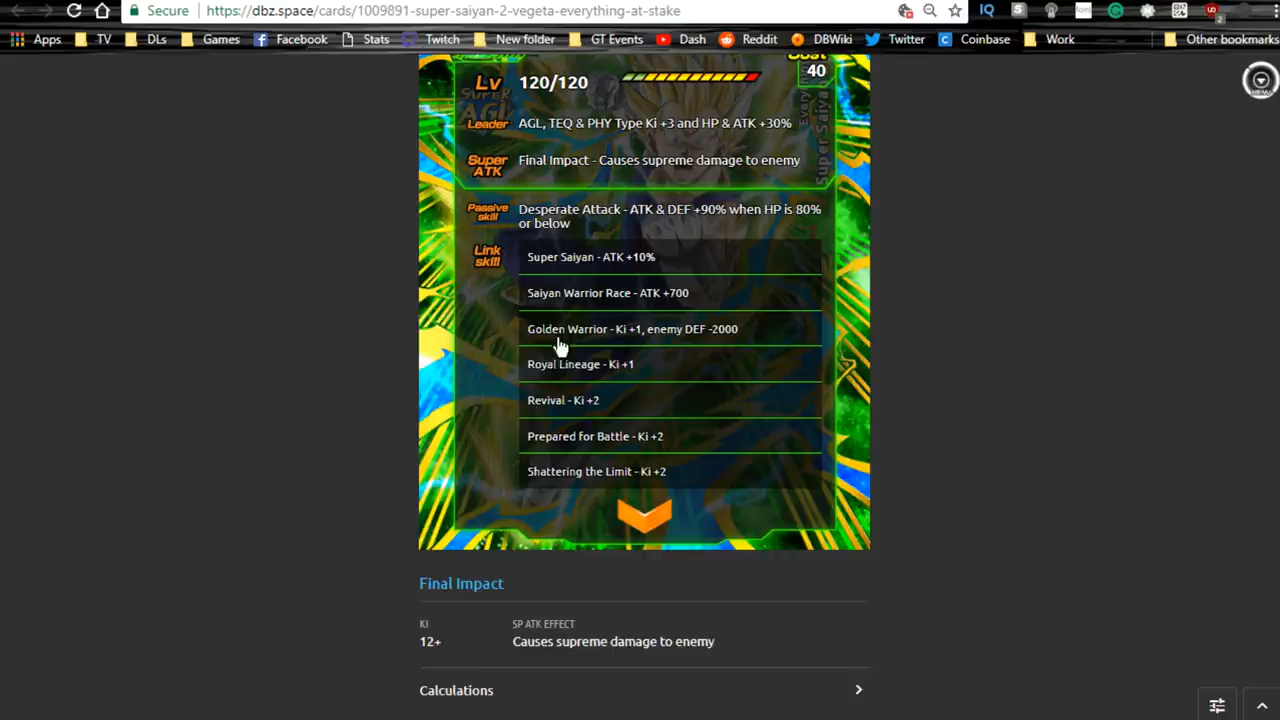 Secure https://dbz.space/cards/1009891-super-saiyan-2-vegeta-everything-at-stake
Apps TV DLs Games Facebook Stats Twitch New folder GT Events Dash Reddit DBWiki Twitter Coinbase Work Other bookmarks
Cost
Lv 120/120 40
SUPER
AGL
Leader AGL, TEQ & PHY Type Ki +3 and HP & ATK +30%
Super ATK Final Impact - Causes supreme damage to enemy
Super Saiyan
Passive skill Desperate Attack - ATK & DEF +90% when HP is 80%
or below
Link skill Super Saiyan - ATK +10%
Saiyan Warrior Race - ATK +700
Golden Warrior - Ki +1, enemy DEF -2000
Royal Lineage - Ki +1
Revival - Ki +2
Prepared for Battle - Ki +2
Shattering the Limit - Ki +2
Final Impact
KI SP ATK EFFECT
12+ Causes supreme damage to enemy
Calculations